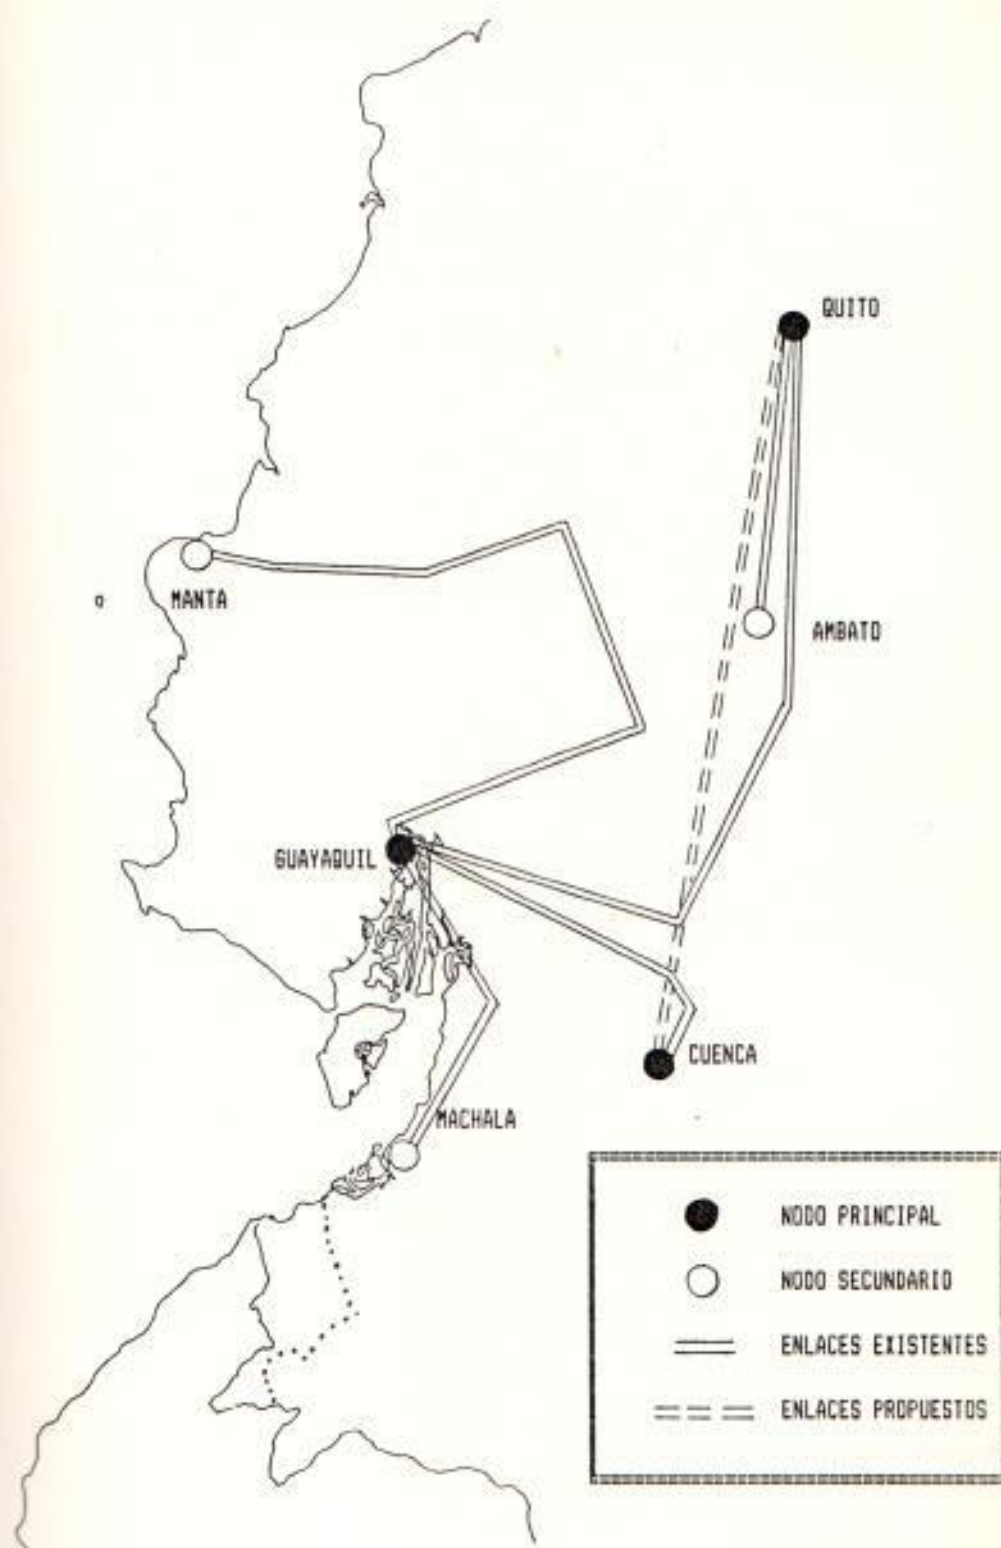 QUITO
MANTA
AMBATO
GUAYAQUIL
CUENCA
MACHALA
NODO PRINCIPAL
NODO SECUNDARIO
ENLACES EXISTENTES
ENLACES PROPUESTOS